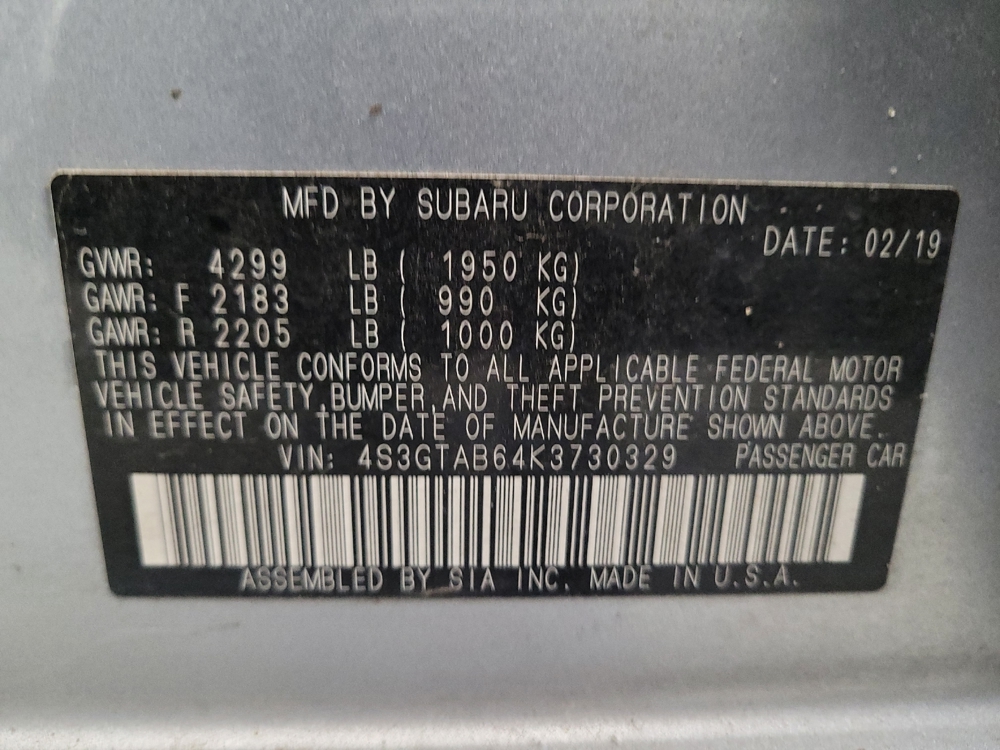 MFD BY SUBARU CORPORATION
DATE: 02/19
GVWR: 4299 LB ( 1950 KG)
GAWR: F 2183 LB ( 990 KG)
GAWR: R 2205 LB ( 1000 KG)
THIS VEHICLE CONFORMS TO ALL APPLICABLE FEDERAL MOTOR
VEHICLE SAFETY, BUMPER, AND THEFT PREVENTION STANDARDS
IN EFFECT ON THE DATE OF MANUFACTURE SHOWN ABOVE.
VIN: 4S3GTAB64K3730329 PASSENGER CAR
ASSEMBLED BY SIA INC. MADE IN U.S.A.